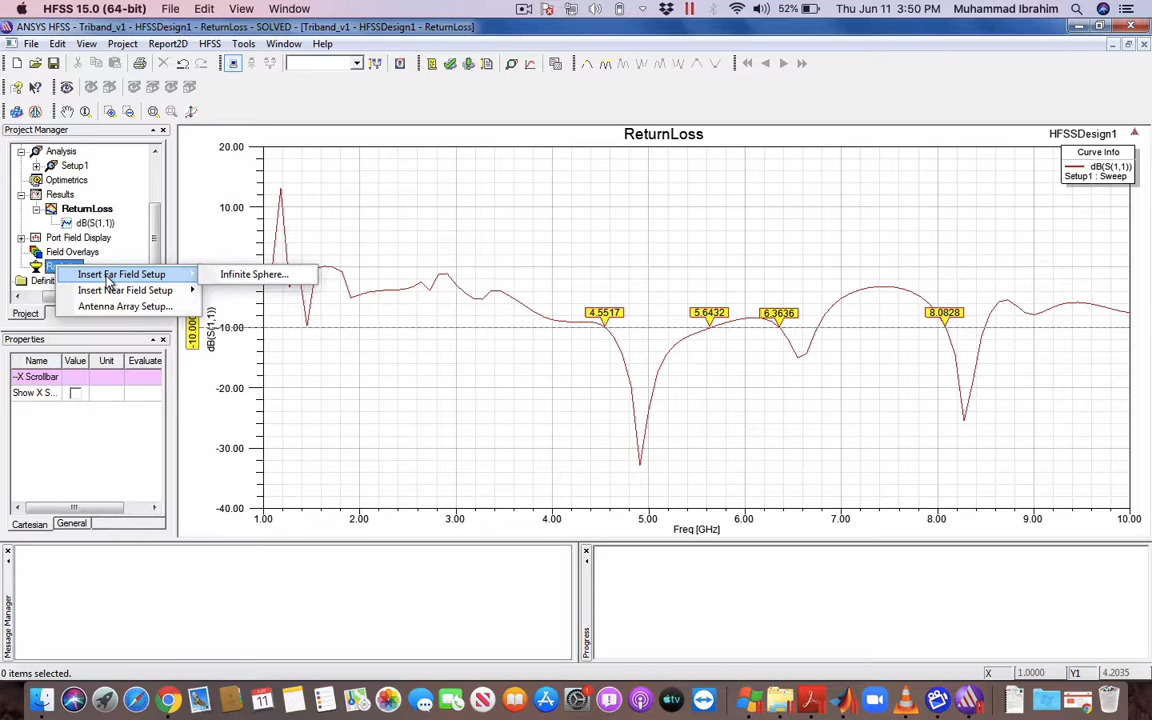 HFSS 15.0 (64-bit) File Edit View Window 52% Thu Jun 11 3:50 PM Muhammad Ibrahim
ANSYS HFSS - Triband_v1 - HFSSDesign1 - ReturnLoss - SOLVED - [Triband_v1 - HFSSDesign1 - ReturnLoss]
File Edit View Project Report2D HFSS Tools Window Help
Project Manager
Analysis
Setup1
Optimetrics
Results
ReturnLoss
dB(S(1,1))
Port Field Display
Field Overlays
Insert Far Field Setup
Infinite Sphere...
Insert Near Field Setup
Antenna Array Setup...
Defini
Project
Properties
Name Value Unit Evaluate
--X Scrollbar
Show X S...
Cartesian General
ReturnLoss
HFSSDesign1
Curve Info
dB(S(1,1))
Setup1 : Sweep
20.00
10.00
-10.00
-20.00
-30.00
-40.00
dB(S(1,1))
4.5517 5.6432 6.3636 8.0828
1.00 2.00 3.00 4.00 5.00 6.00 7.00 8.00 9.00 10.00
Freq [GHz]
Message Manager
Progress
0 items selected.
X 1.0000 Y1 4.2035